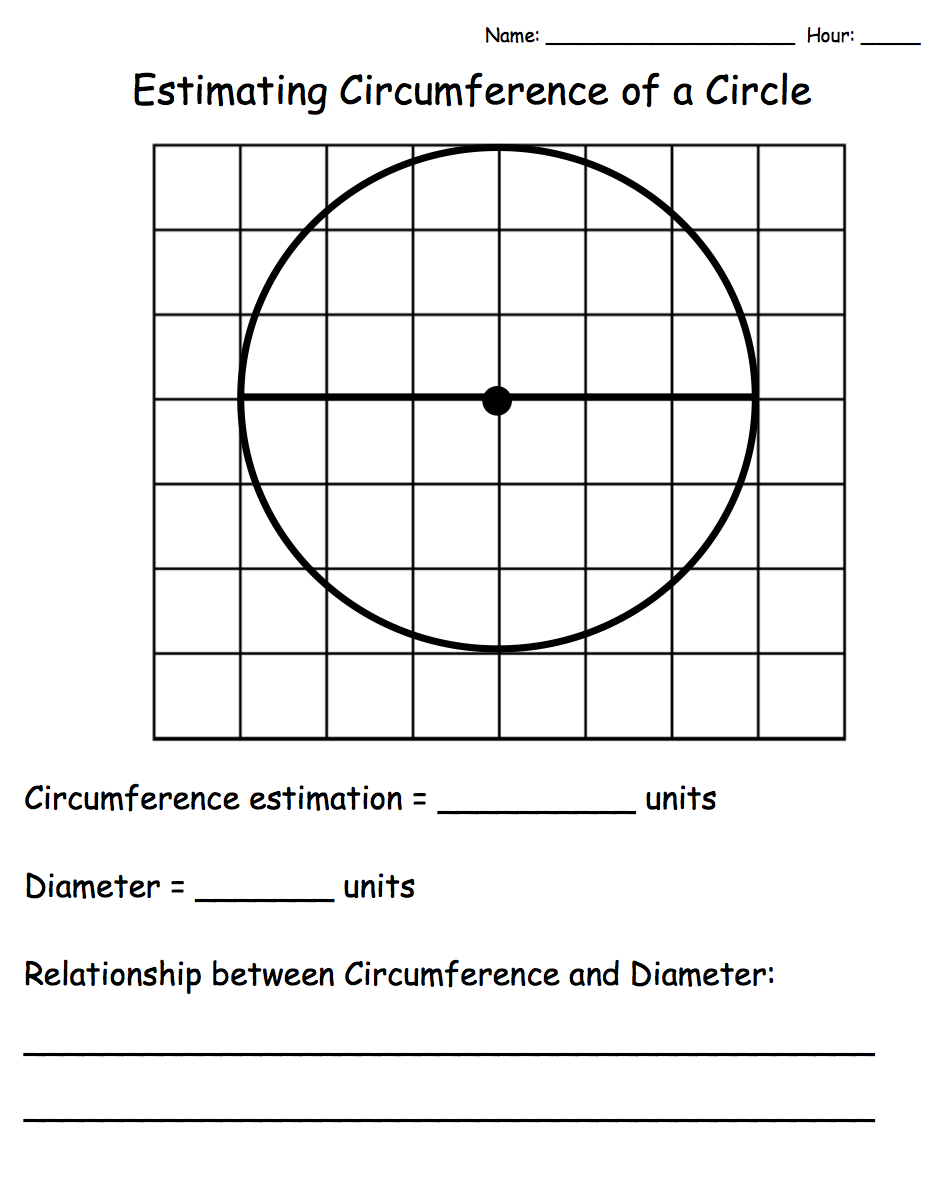 Name: ____________________ Hour: _____
Estimating Circumference of a Circle
Circumference estimation = __________ units
Diameter = _______ units
Relationship between Circumference and Diameter: